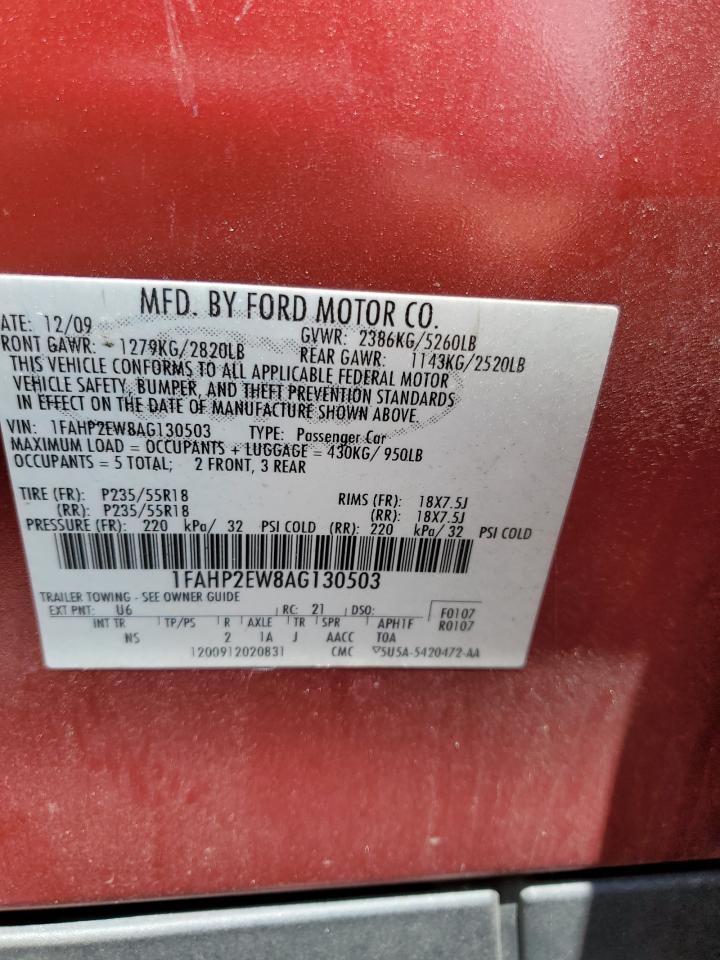 MFD. BY FORD MOTOR CO.
ATE: 12/09 GVWR: 2386KG/5260LB
FRONT GAWR: 1279KG/2820LB REAR GAWR: 1143KG/2520LB
THIS VEHICLE CONFORMS TO ALL APPLICABLE FEDERAL MOTOR
VEHICLE SAFETY, BUMPER, AND THEFT PREVENTION STANDARDS
IN EFFECT ON THE DATE OF MANUFACTURE SHOWN ABOVE.
VIN: 1FAHP2EW8AG130503 TYPE: Passenger Car
MAXIMUM LOAD = OCCUPANTS + LUGGAGE = 430KG/ 950LB
OCCUPANTS = 5 TOTAL; 2 FRONT, 3 REAR
TIRE (FR): P235/55R18 RIMS (FR): 18X7.5J
(RR): P235/55R18 (RR): 18X7.5J
PRESSURE (FR): 220 kPa/ 32 PSI COLD (RR): 220 kPa/ 32 PSI COLD
1FAHP2EW8AG130503
TRAILER TOWING - SEE OWNER GUIDE
EXT PNT: U6 RC: 21 DSO: F0107
INT TR TP/PS R AXLE TR SPR APH1F R0107
NS 2 1A J AACC TOA
1200912020831 CMC 5U5A-5420472-AA